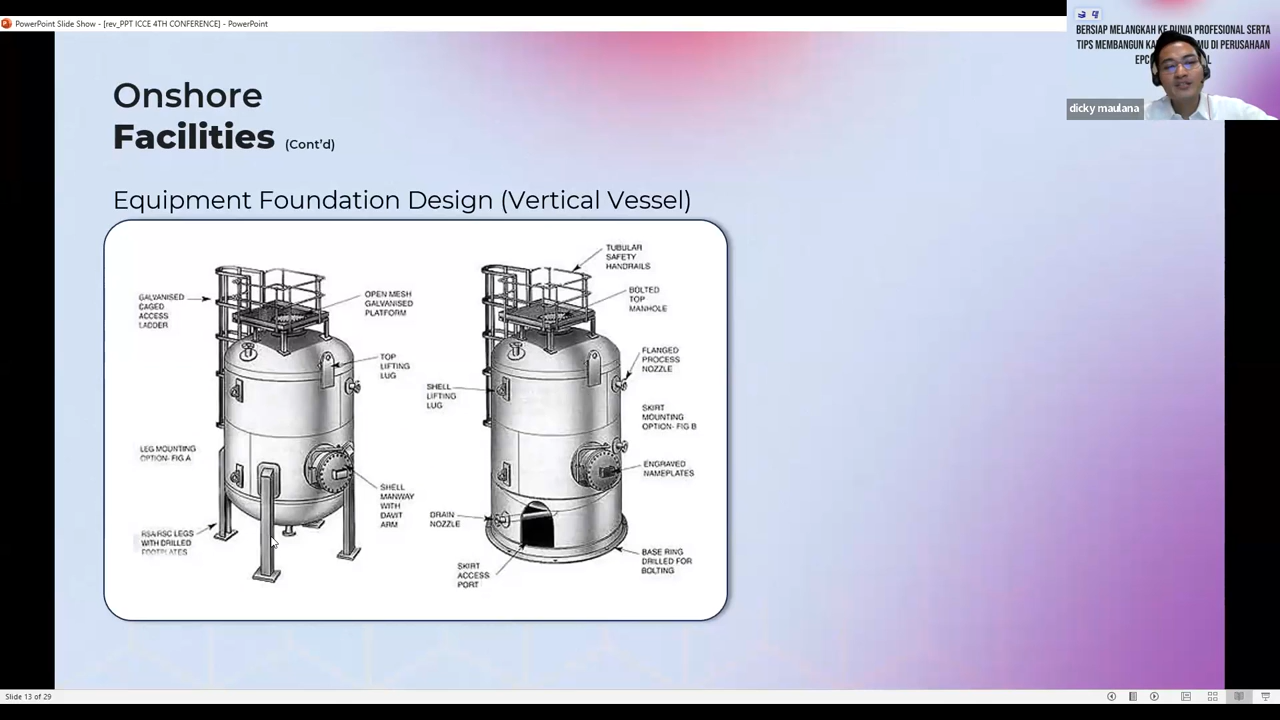 PowerPoint Slide Show - [rev_PPT ICCE 4TH CONFERENCE] - PowerPoint
BERSIAP MELANGKAH KE DUNIA PROFESIONAL SERTA
TIPS MEMBANGUN
DI PERUSAHAAN
dicky maulana
Onshore
Facilities (Cont'd)
Equipment Foundation Design (Vertical Vessel)
GALVANISED
CAGED
ACCESS
LADDER
OPEN MESH
GALVANISED
PLATFORM
TOP
LIFTING
LUG
LEG MOUNTING
OPTION- FIG A
SHELL
MANWAY
WITH
DAVIT
ARM
RSA/RSC LEGS
WITH DRILLED
FOOTPLATES
TUBULAR
SAFETY
HANDRAILS
BOLTED
TOP
MANHOLE
FLANGED
PROCESS
NOZZLE
SHELL
LIFTING
LUG
SKIRT
MOUNTING
OPTION- FIG B
ENGRAVED
NAMEPLATES
DRAIN
NOZZLE
SKIRT
ACCESS
PORT
BASE RING
DRILLED FOR
BOLTING
Slide 13 of 29